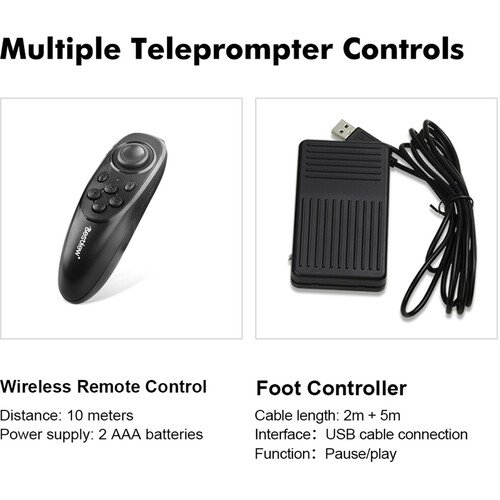 Multiple Teleprompter Controls
Bestview
Wireless Remote Control
Distance: 10 meters
Power supply: 2 AAA batteries
Foot Controller
Cable length: 2m + 5m
Interface： USB cable connection
Function： Pause/play